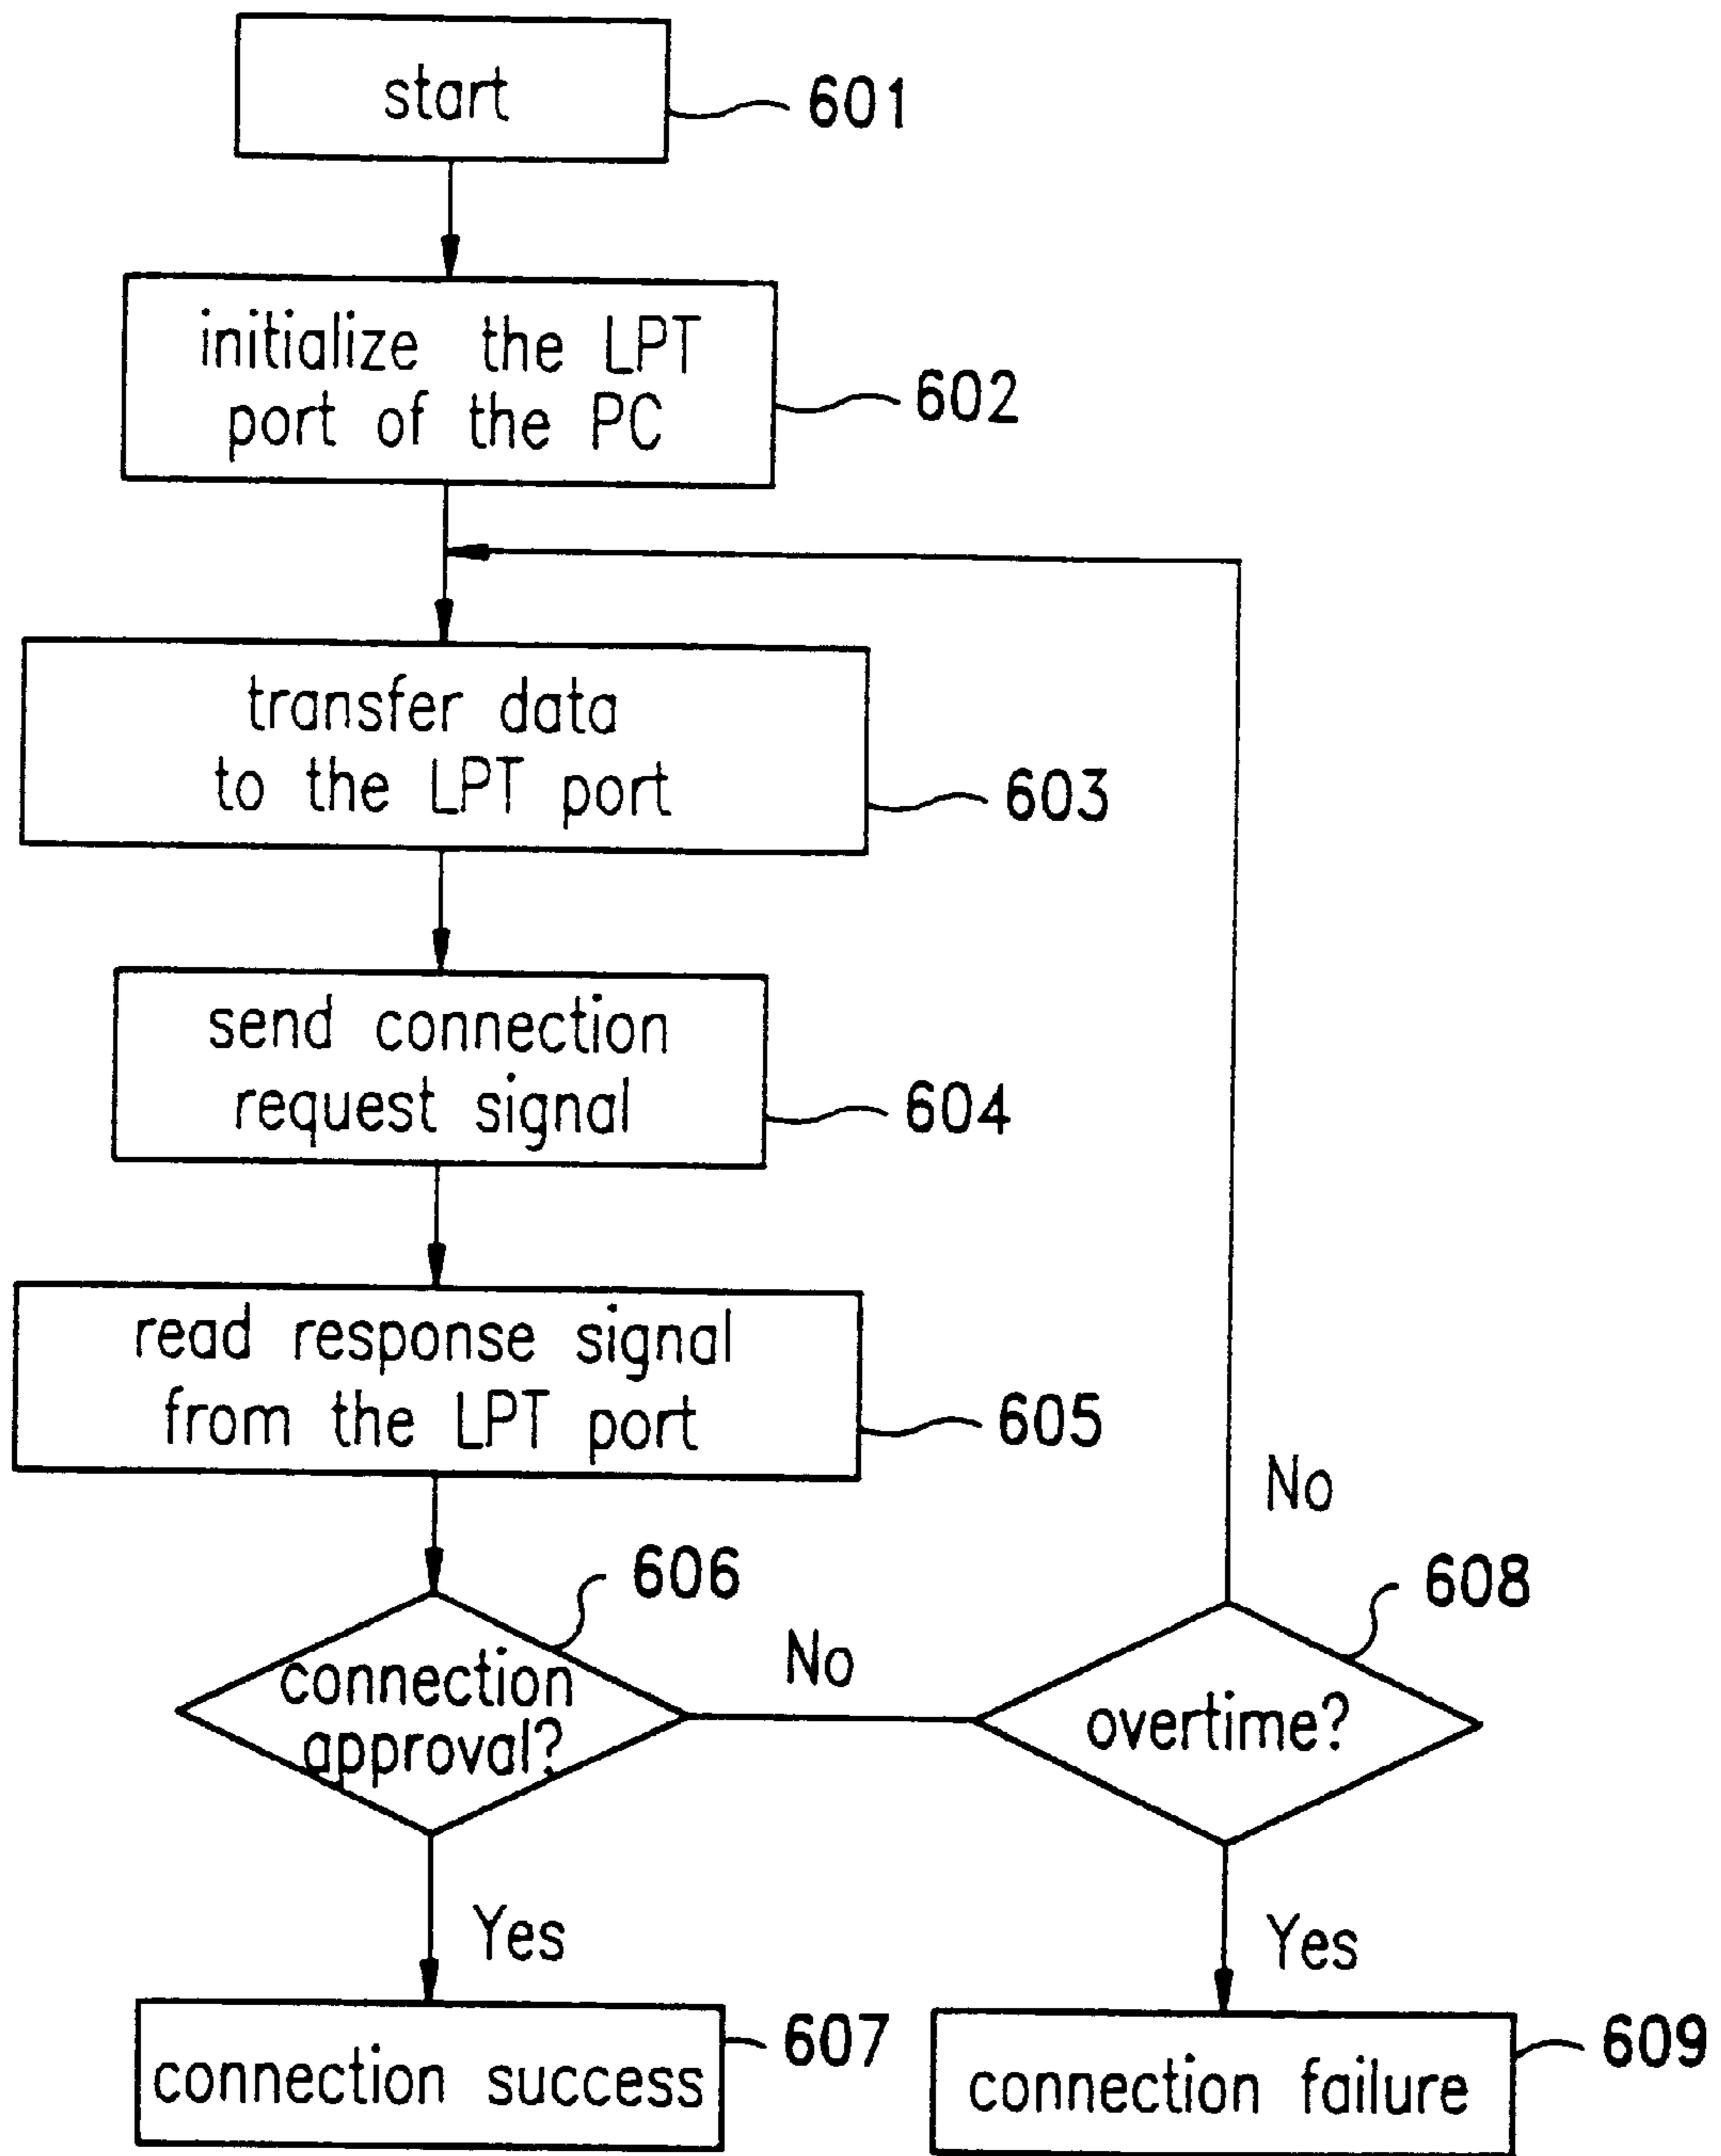 start
601
initialize the LPT
port of the PC
602
transfer data
to the LPT port
603
send connection
request signal
604
read response signal
from the LPT port
605
No
606
608
connection
approval?
No
overtime?
Yes
Yes
connection success
607
connection failure
609